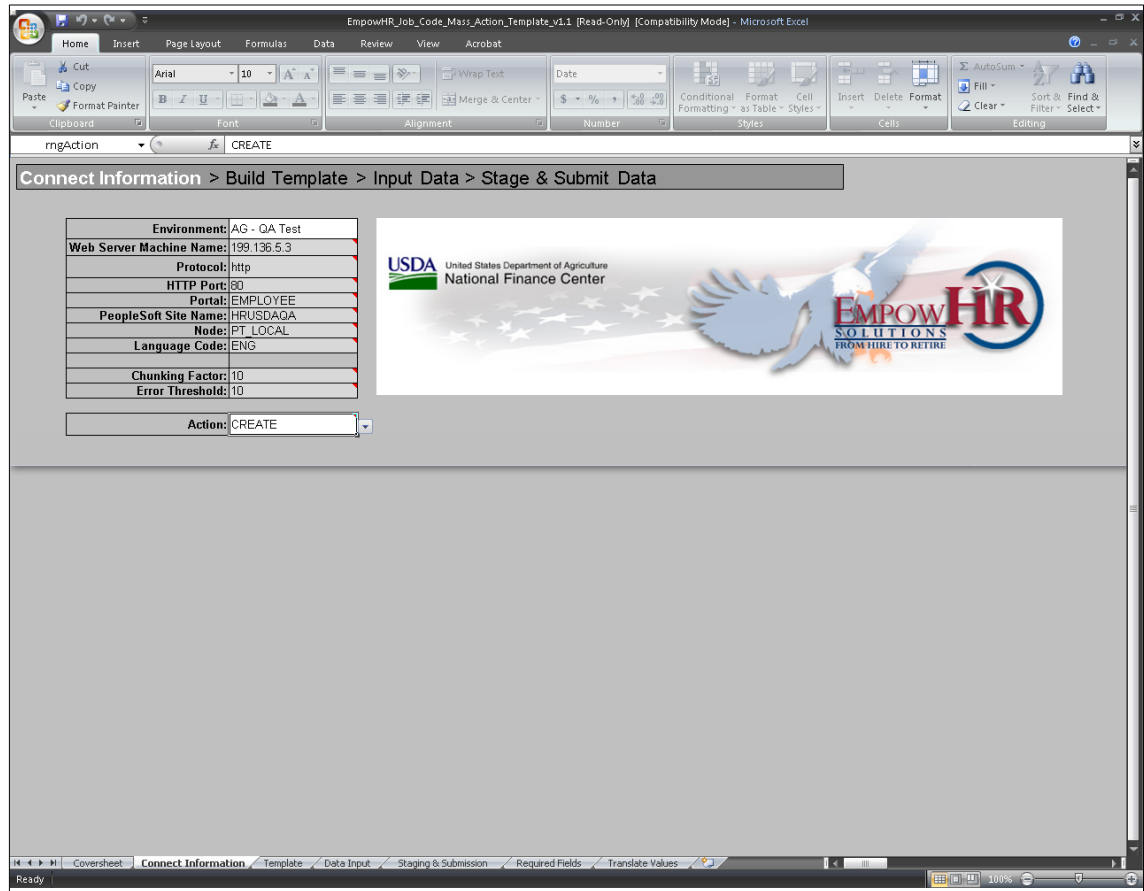 EmpowHR_Job_Code_Mass_Action_Template_v1.1 [Read-Only] [Compatibility Mode] - Microsoft Excel
Home Insert Page Layout Formulas Data Review View Acrobat
Paste
Cut
Copy
Format Painter
Clipboard
Arial 10
B I U
Font
Wrap Text
Merge & Center
Alignment
Date
$ % ,
Number
Conditional Formatting
Format as Table
Cell Styles
Styles
Insert Delete Format
Cells
Σ AutoSum
Fill
Clear
Sort & Filter
Find & Select
Editing
rngAction fx CREATE
Connect Information > Build Template > Input Data > Stage & Submit Data
Environment: AG - QA Test
Web Server Machine Name: 199.136.5.3
Protocol: http
HTTP Port: 80
Portal: EMPLOYEE
PeopleSoft Site Name: HRUSDAQA
Node: PT_LOCAL
Language Code: ENG
Chunking Factor: 10
Error Threshold: 10
Action: CREATE
USDA
United States Department of Agriculture
National Finance Center
EMPOWHR
SOLUTIONS
FROM HIRE TO RETIRE
Coversheet Connect Information Template Data Input Staging & Submission Required Fields Translate Values
Ready 100%